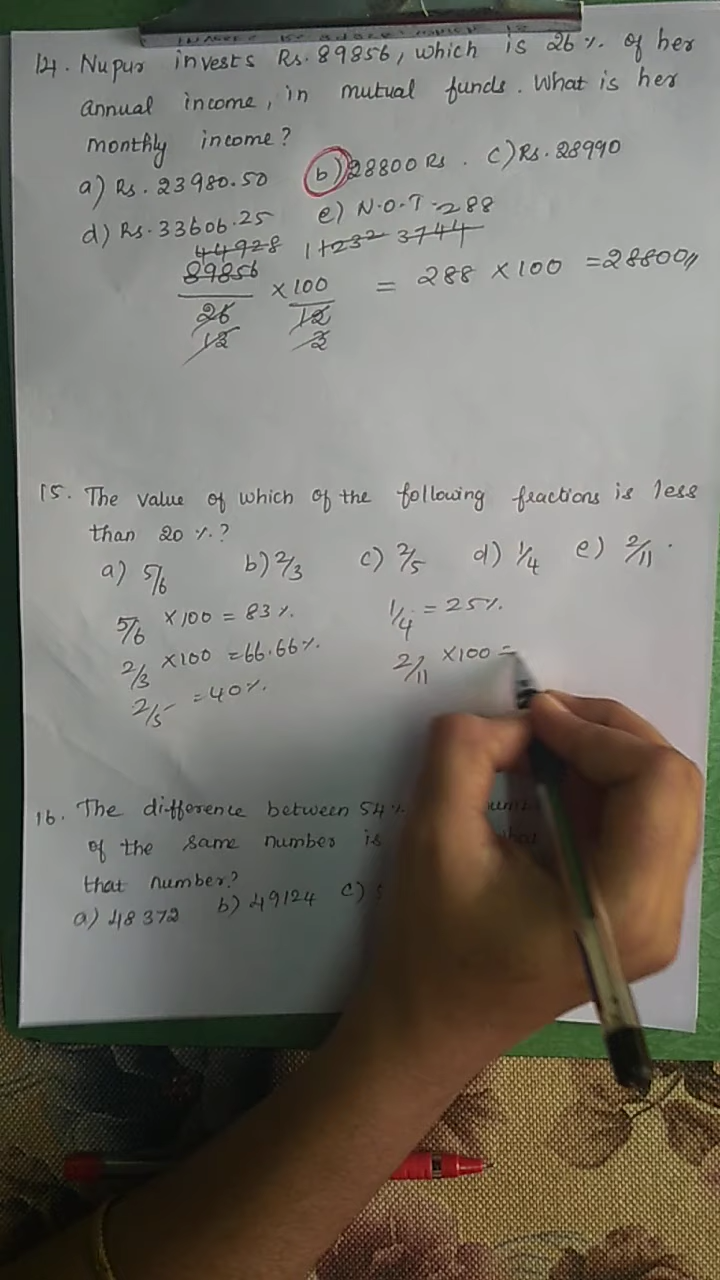 14. Nupur invests Rs. 89856, which is 26 % of her
annual income, in mutual funds. What is her
monthly income?
a) Rs. 23980.50 b) 28800 Rs. c) Rs. 28990
d) Rs. 33606.25 e) N.O.T 288
44928 11232 3744
89856 × 100 = 288 × 100 = 28800
26 12
12 2
15. The value of which of the following fractions is less
than 20 %.?
a) 5/6 b) 2/3 c) 2/5 d) 1/4 e) 2/11.
5/6 × 100 = 83 %. 1/4 = 25%.
2/3 × 100 = 66.66%. 2/11 × 100 =
2/5 = 40%.
16. The difference between 54%
of the same number is
that number?
a) 48372 b) 49124 c)